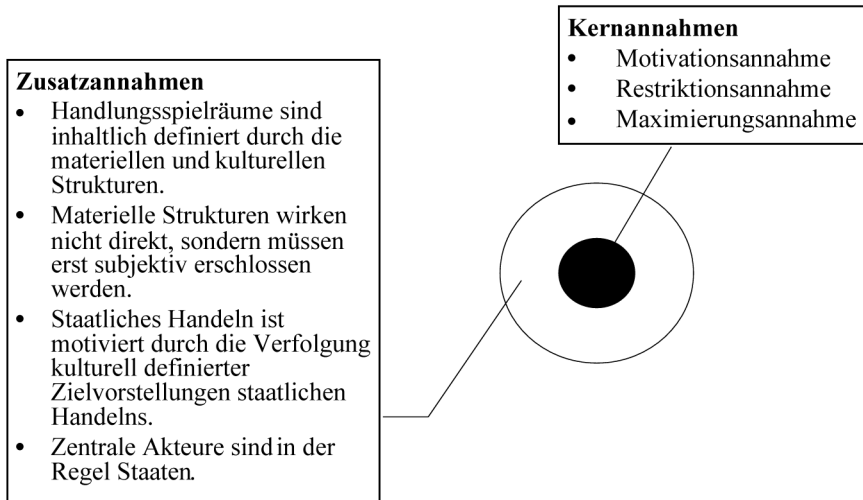 Kernannahmen
• Motivationsannahme
• Restriktionsannahme
• Maximierungsannahme
Zusatzannahmen
• Handlungsspielräume sind
inhaltlich definiert durch die
materiellen und kulturellen
Strukturen.
• Materielle Strukturen wirken
nicht direkt, sondern müssen
erst subjektiv erschlossen
werden.
• Staatliches Handeln ist
motiviert durch die Verfolgung
kulturell definierter
Zielvorstellungen staatlichen
Handelns.
• Zentrale Akteure sind in der
Regel Staaten.